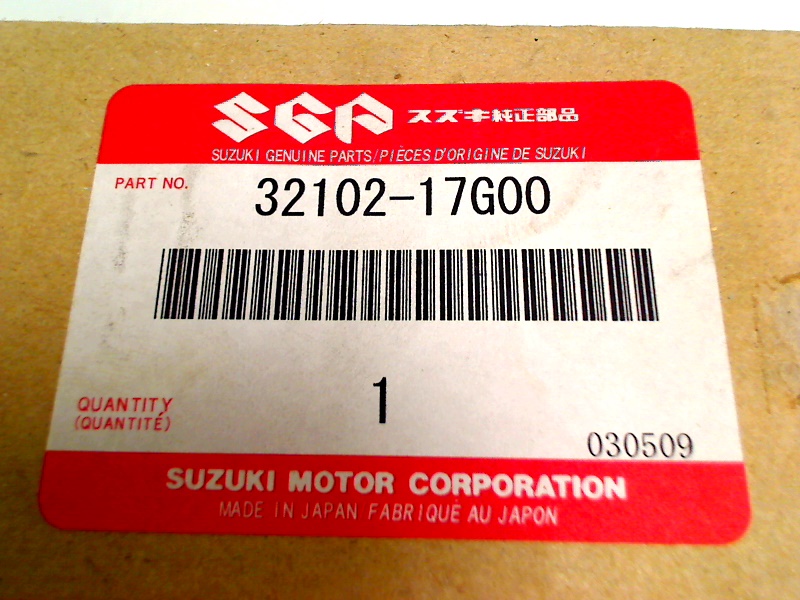 SGP スズキ純正部品
SUZUKI GENUINE PARTS/PIÈCES D'ORIGINE DE SUZUKI
PART NO. 32102-17G00
QUANTITY 1
(QUANTITÉ)
030509
SUZUKI MOTOR CORPORATION
MADE IN JAPAN FABRIQUE AU JAPON